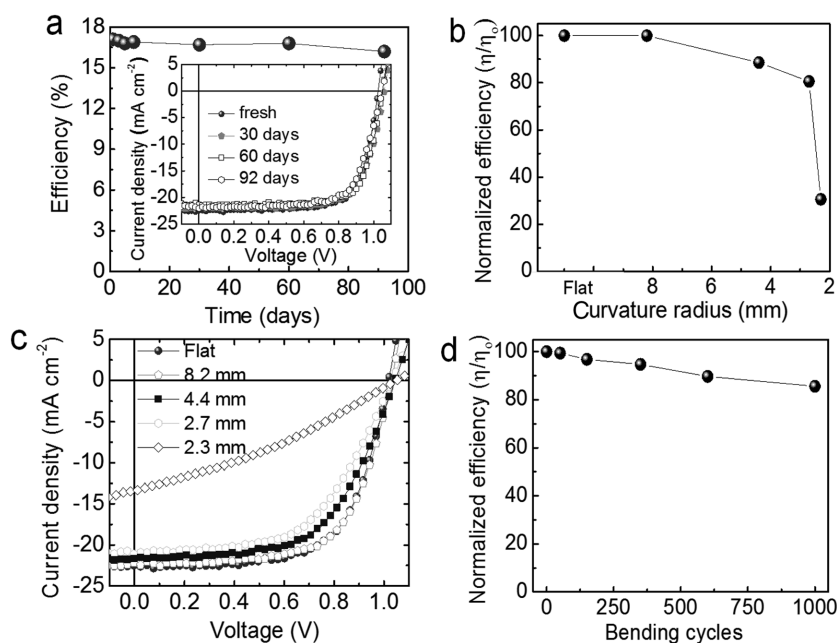 a
18
15
12
9
6
3
0
Efficiency (%)
0 20 40 60 80 100
Time (days)
5
0
-5
-10
-15
-20
-25
Current density (mA cm⁻²)
fresh
30 days
60 days
92 days
0.0 0.2 0.4 0.6 0.8 1.0
Voltage (V)
b
100
80
60
40
20
0
Normalized efficiency (η/ηo)
Flat 8 6 4 2
Curvature radius (mm)
c
5
0
-5
-10
-15
-20
-25
Current density (mA cm⁻²)
Flat
8.2 mm
4.4 mm
2.7 mm
2.3 mm
0.0 0.2 0.4 0.6 0.8 1.0
Voltage (V)
d
100
80
60
40
20
0
Normalized efficiency (η/ηo)
0 250 500 750 1000
Bending cycles